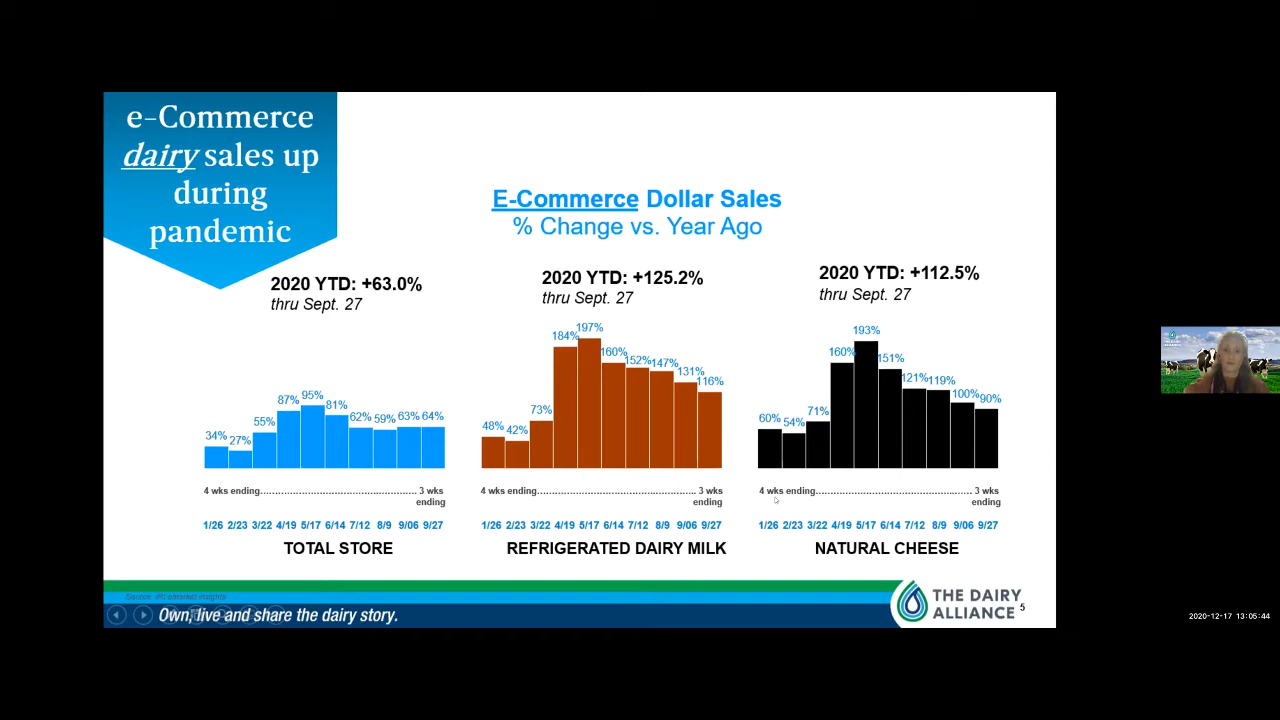 e-Commerce
dairy sales up
during
pandemic
E-Commerce Dollar Sales
% Change vs. Year Ago
2020 YTD: +63.0%
thru Sept. 27
2020 YTD: +125.2%
thru Sept. 27
2020 YTD: +112.5%
thru Sept. 27
34% 27% 55% 87% 95% 81% 62% 59% 63% 64%
48% 42% 73% 184% 197% 160% 152% 147% 131% 116%
60% 54% 71% 160% 193% 151% 121% 119% 100% 90%
4 wks ending.................................................. 3 wks
ending
4 wks ending.................................................. 3 wks
ending
4 wks ending.................................................. 3 wks
ending
1/26 2/23 3/22 4/19 5/17 6/14 7/12 8/9 9/06 9/27
1/26 2/23 3/22 4/19 5/17 6/14 7/12 8/9 9/06 9/27
1/26 2/23 3/22 4/19 5/17 6/14 7/12 8/9 9/06 9/27
TOTAL STORE
REFRIGERATED DAIRY MILK
NATURAL CHEESE
Source: IRI eMarket Insights
Own, live and share the dairy story.
THE DAIRY
ALLIANCE
5
THE DAIRY
ALLIANCE
2020-12-17 13:05:44